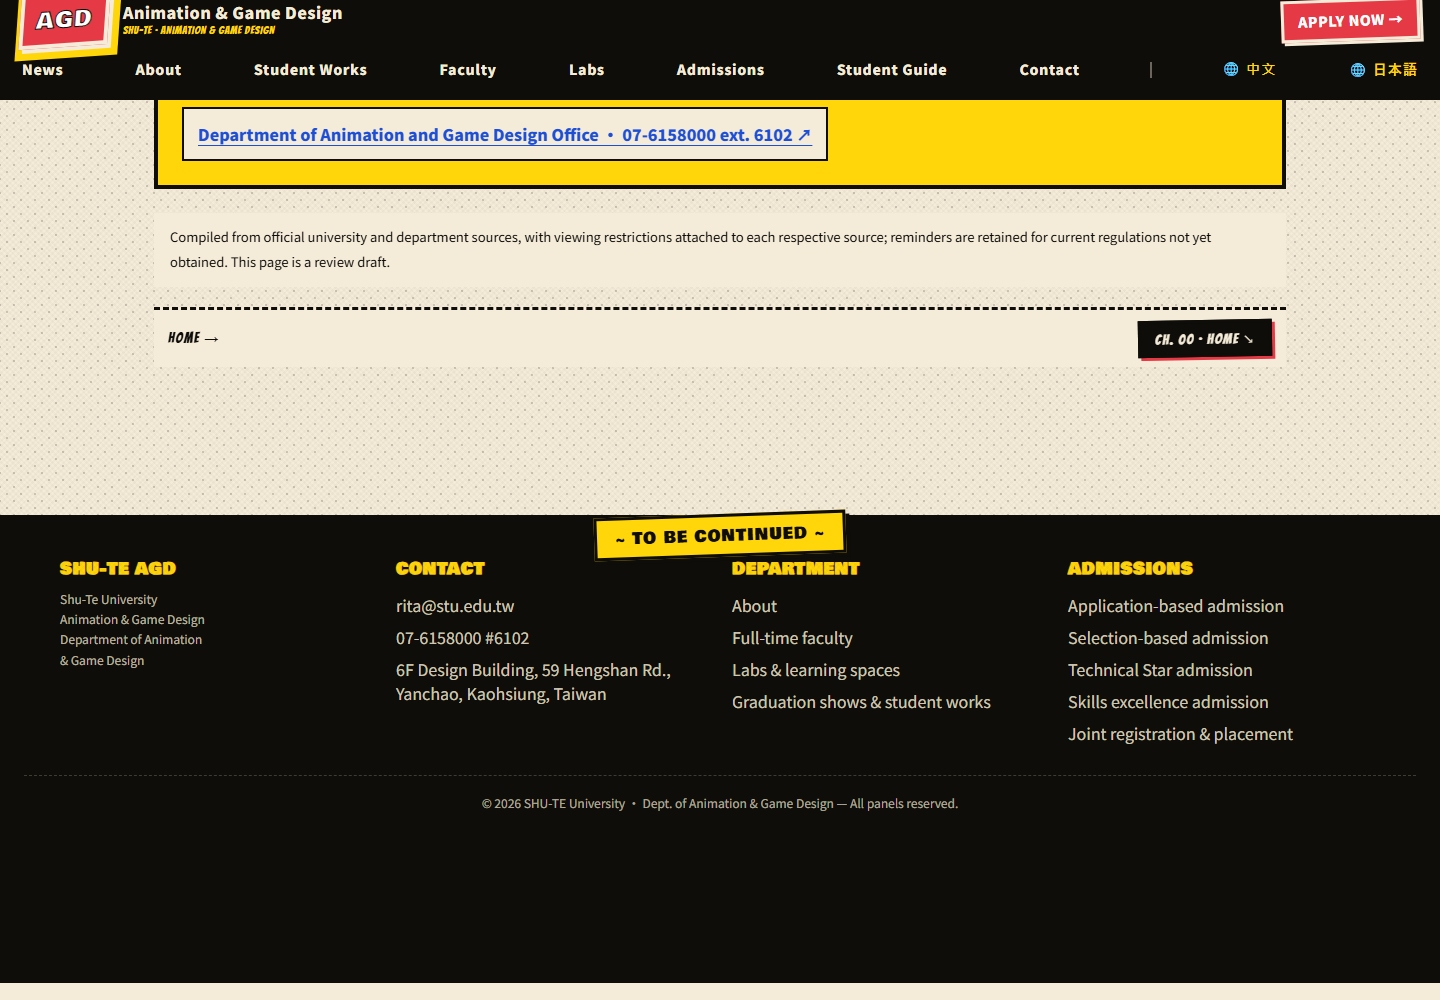 AGD
Animation & Game Design
SHU-TE · ANIMATION & GAME DESIGN
APPLY NOW →
News About Student Works Faculty Labs Admissions Student Guide Contact | 🌐 中文 🌐 日本語
Department of Animation and Game Design Office ・ 07-6158000 ext. 6102 ↗
Compiled from official university and department sources, with viewing restrictions attached to each respective source; reminders are retained for current regulations not yet
obtained. This page is a review draft.
HOME →
CH. 00 · HOME ↘
~ TO BE CONTINUED ~
SHU-TE AGD
Shu-Te University
Animation & Game Design
Department of Animation
& Game Design
CONTACT
rita@stu.edu.tw
07-6158000 #6102
6F Design Building, 59 Hengshan Rd.,
Yanchao, Kaohsiung, Taiwan
DEPARTMENT
About
Full-time faculty
Labs & learning spaces
Graduation shows & student works
ADMISSIONS
Application-based admission
Selection-based admission
Technical Star admission
Skills excellence admission
Joint registration & placement
© 2026 SHU-TE University ・ Dept. of Animation & Game Design — All panels reserved.